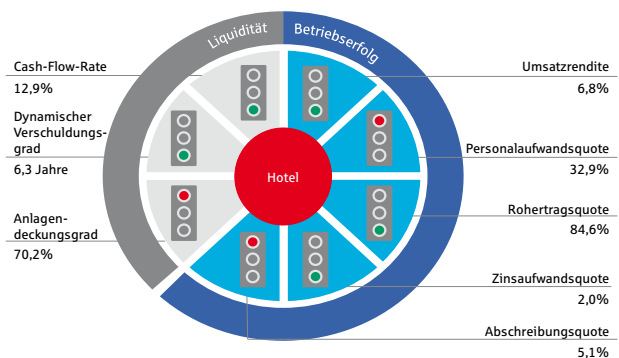 Liquidität
Betriebserfolg
Cash-Flow-Rate
12,9%
Dynamischer
Verschuldungs-
grad
6,3 Jahre
Anlagen-
deckungsgrad
70,2%
Hotel
Umsatzrendite
6,8%
Personalaufwandsquote
32,9%
Rohertragsquote
84,6%
Zinsaufwandsquote
2,0%
Abschreibungsquote
5,1%